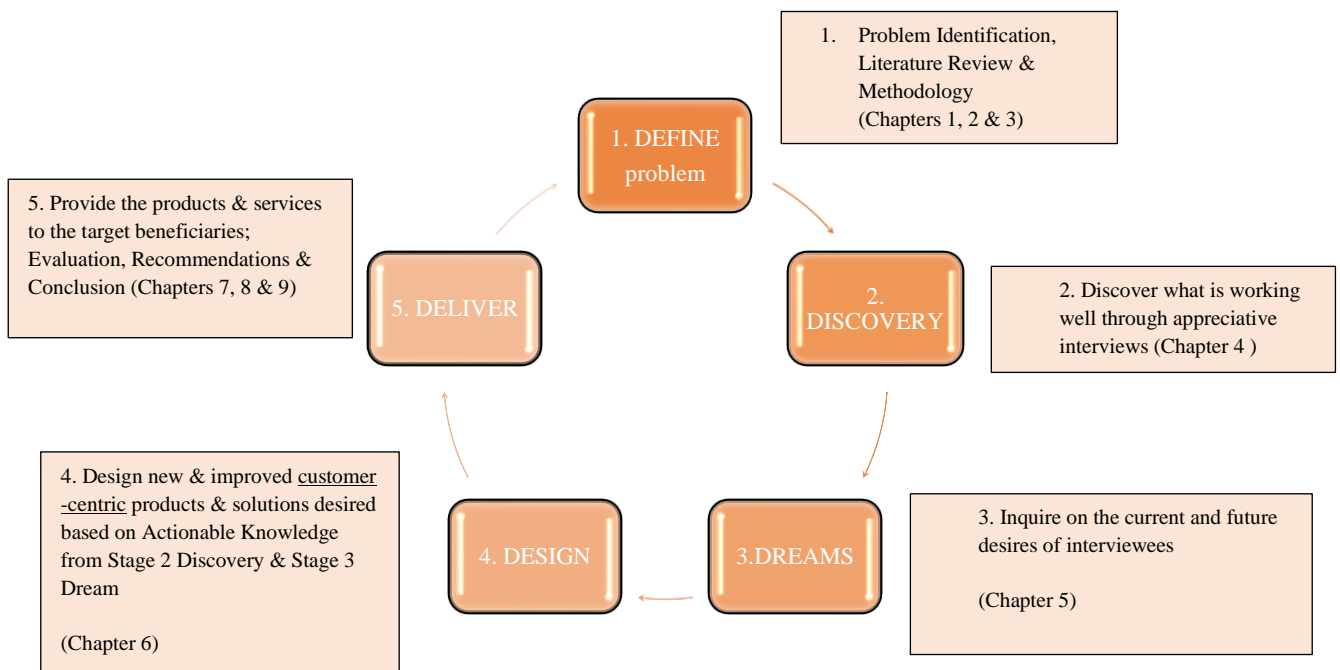 1. DEFINE
problem
1. Problem Identification,
Literature Review &
Methodology
(Chapters 1, 2 & 3)
2.
DISCOVERY
2. Discover what is working
well through appreciative
interviews (Chapter 4 )
3.DREAMS
3. Inquire on the current and future
desires of interviewees
(Chapter 5)
4. DESIGN
4. Design new & improved customer
-centric products & solutions desired
based on Actionable Knowledge
from Stage 2 Discovery & Stage 3
Dream
(Chapter 6)
5. DELIVER
5. Provide the products & services
to the target beneficiaries;
Evaluation, Recommendations &
Conclusion (Chapters 7, 8 & 9)